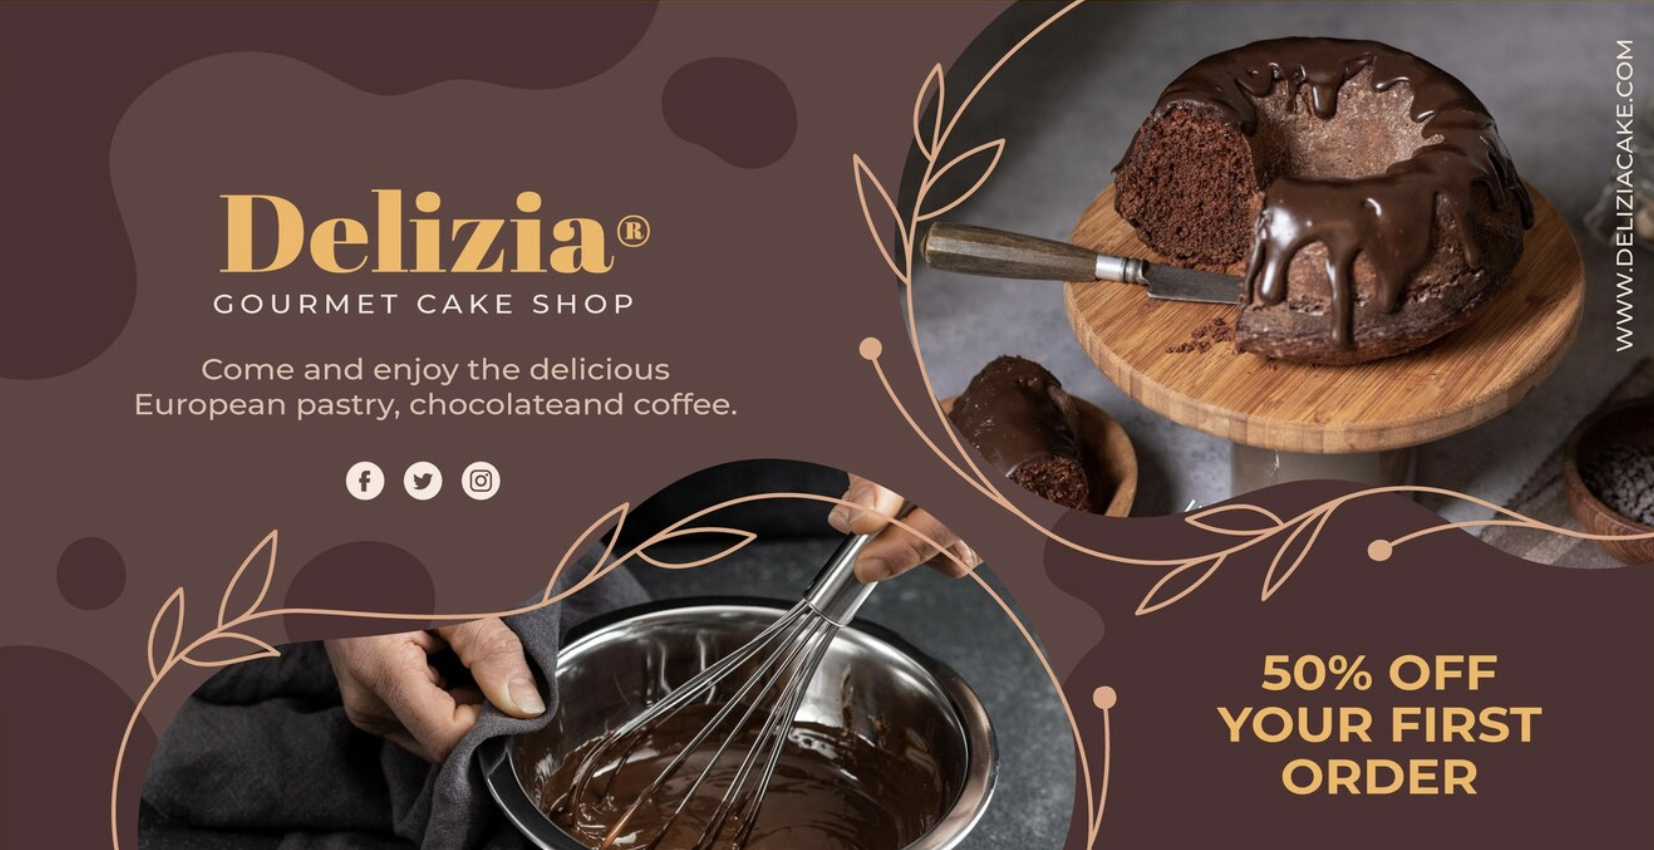 Delizia®
GOURMET CAKE SHOP
Come and enjoy the delicious
European pastry, chocolateand coffee.
WWW.DELIZIACAKE.COM
50% OFF
YOUR FIRST
ORDER